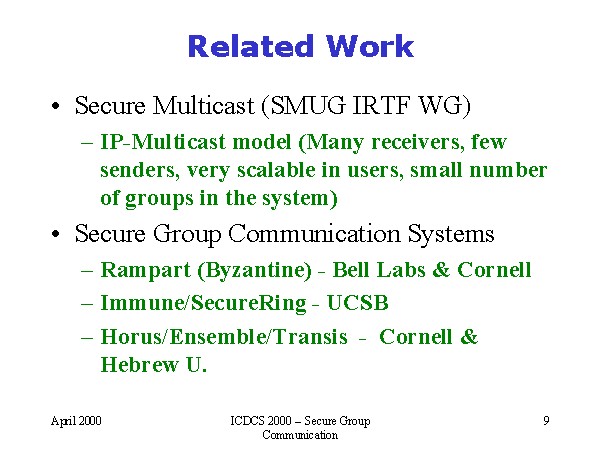 Related Work
• Secure Multicast (SMUG IRTF WG)
– IP-Multicast model (Many receivers, few
senders, very scalable in users, small number
of groups in the system)
• Secure Group Communication Systems
– Rampart (Byzantine) - Bell Labs & Cornell
– Immune/Secure.Ring - UCSB
– Horus/Ensemble/Transis - Cornell &
Hebrew U.
April 2000
ICDCS 2000 – Secure Group
Communication
9